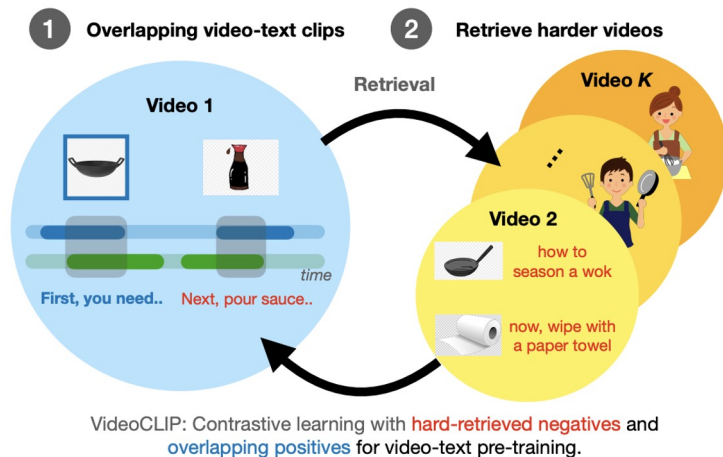 1 Overlapping video-text clips
2 Retrieve harder videos
Video 1
Retrieval
Video K
...
Video 2
how to
season a wok
time
First, you need..
Next, pour sauce..
now, wipe with
a paper towel
VideoCLIP: Contrastive learning with hard-retrieved negatives and
overlapping positives for video-text pre-training.